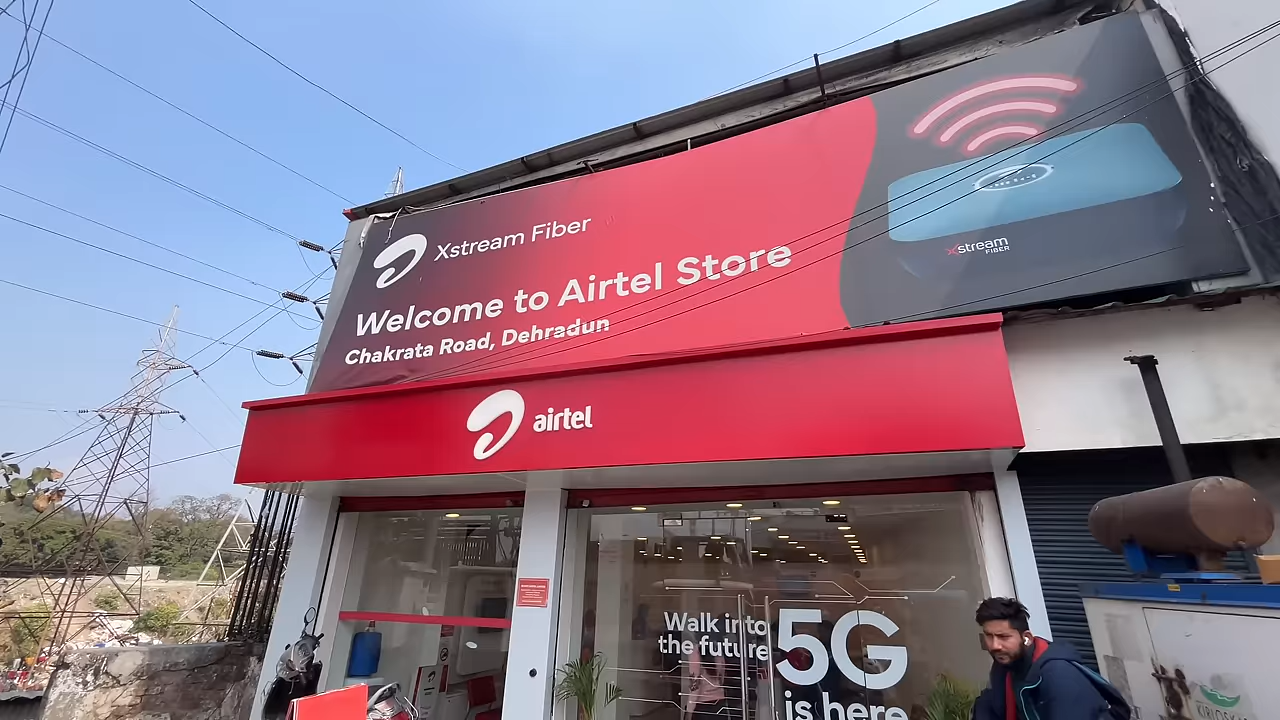 Xstream Fiber
Welcome to Airtel Store
Chakrata Road, Dehradun
Xstream
FIBER
airtel
Walk into
the future
5G
is here